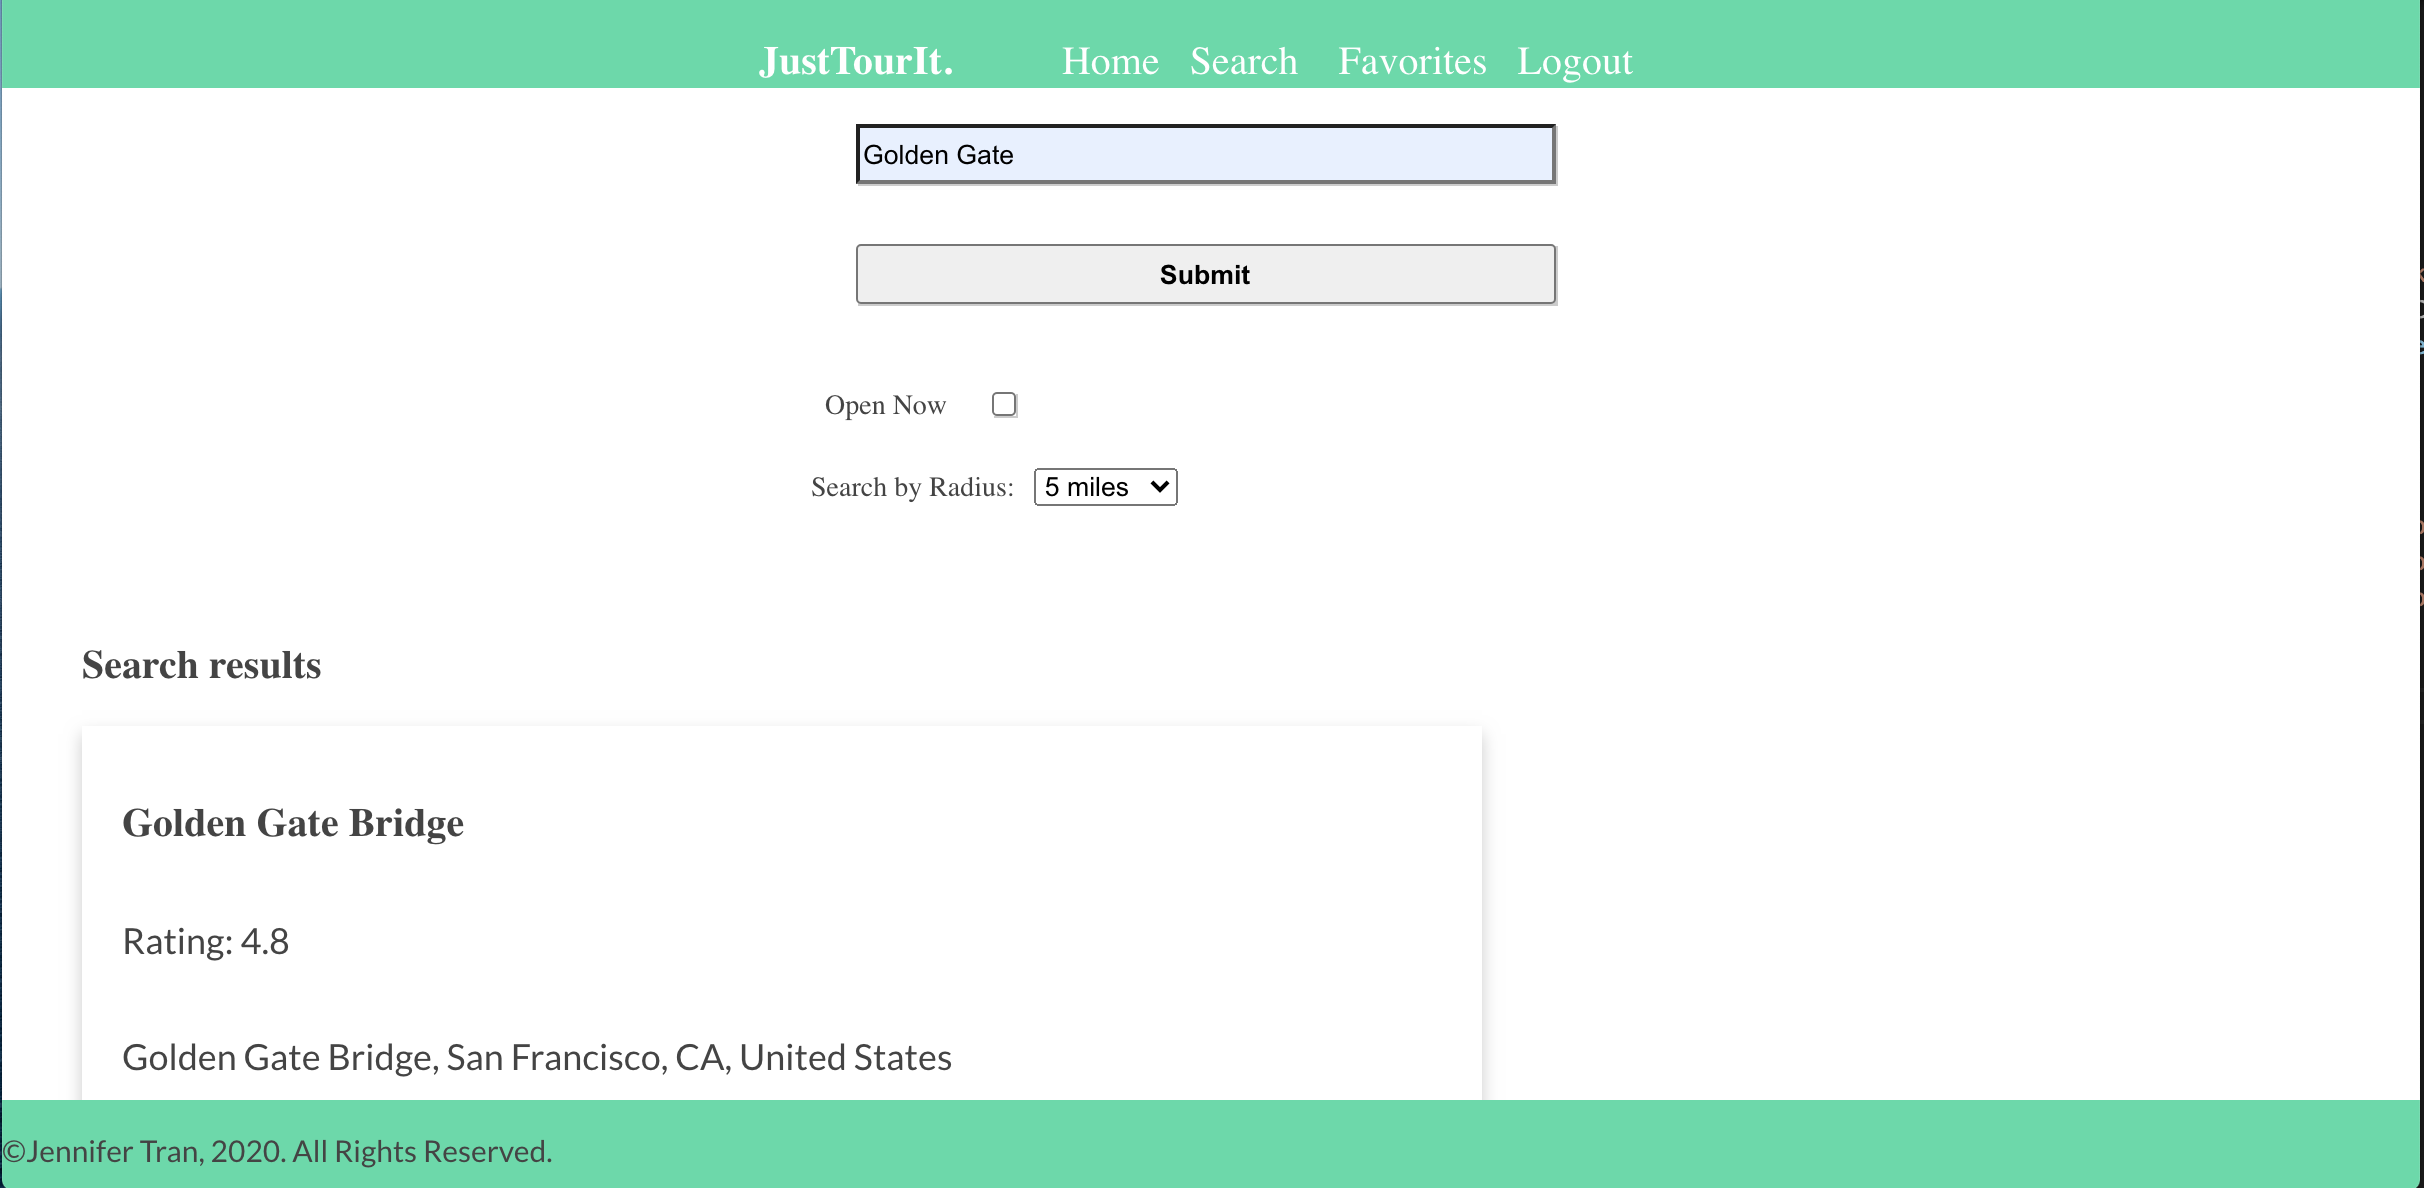 JustTourIt. Home Search Favorites Logout
Golden Gate
Submit
Open Now
Search by Radius: 5 miles
Search results
Golden Gate Bridge
Rating: 4.8
Golden Gate Bridge, San Francisco, CA, United States
©Jennifer Tran, 2020. All Rights Reserved.